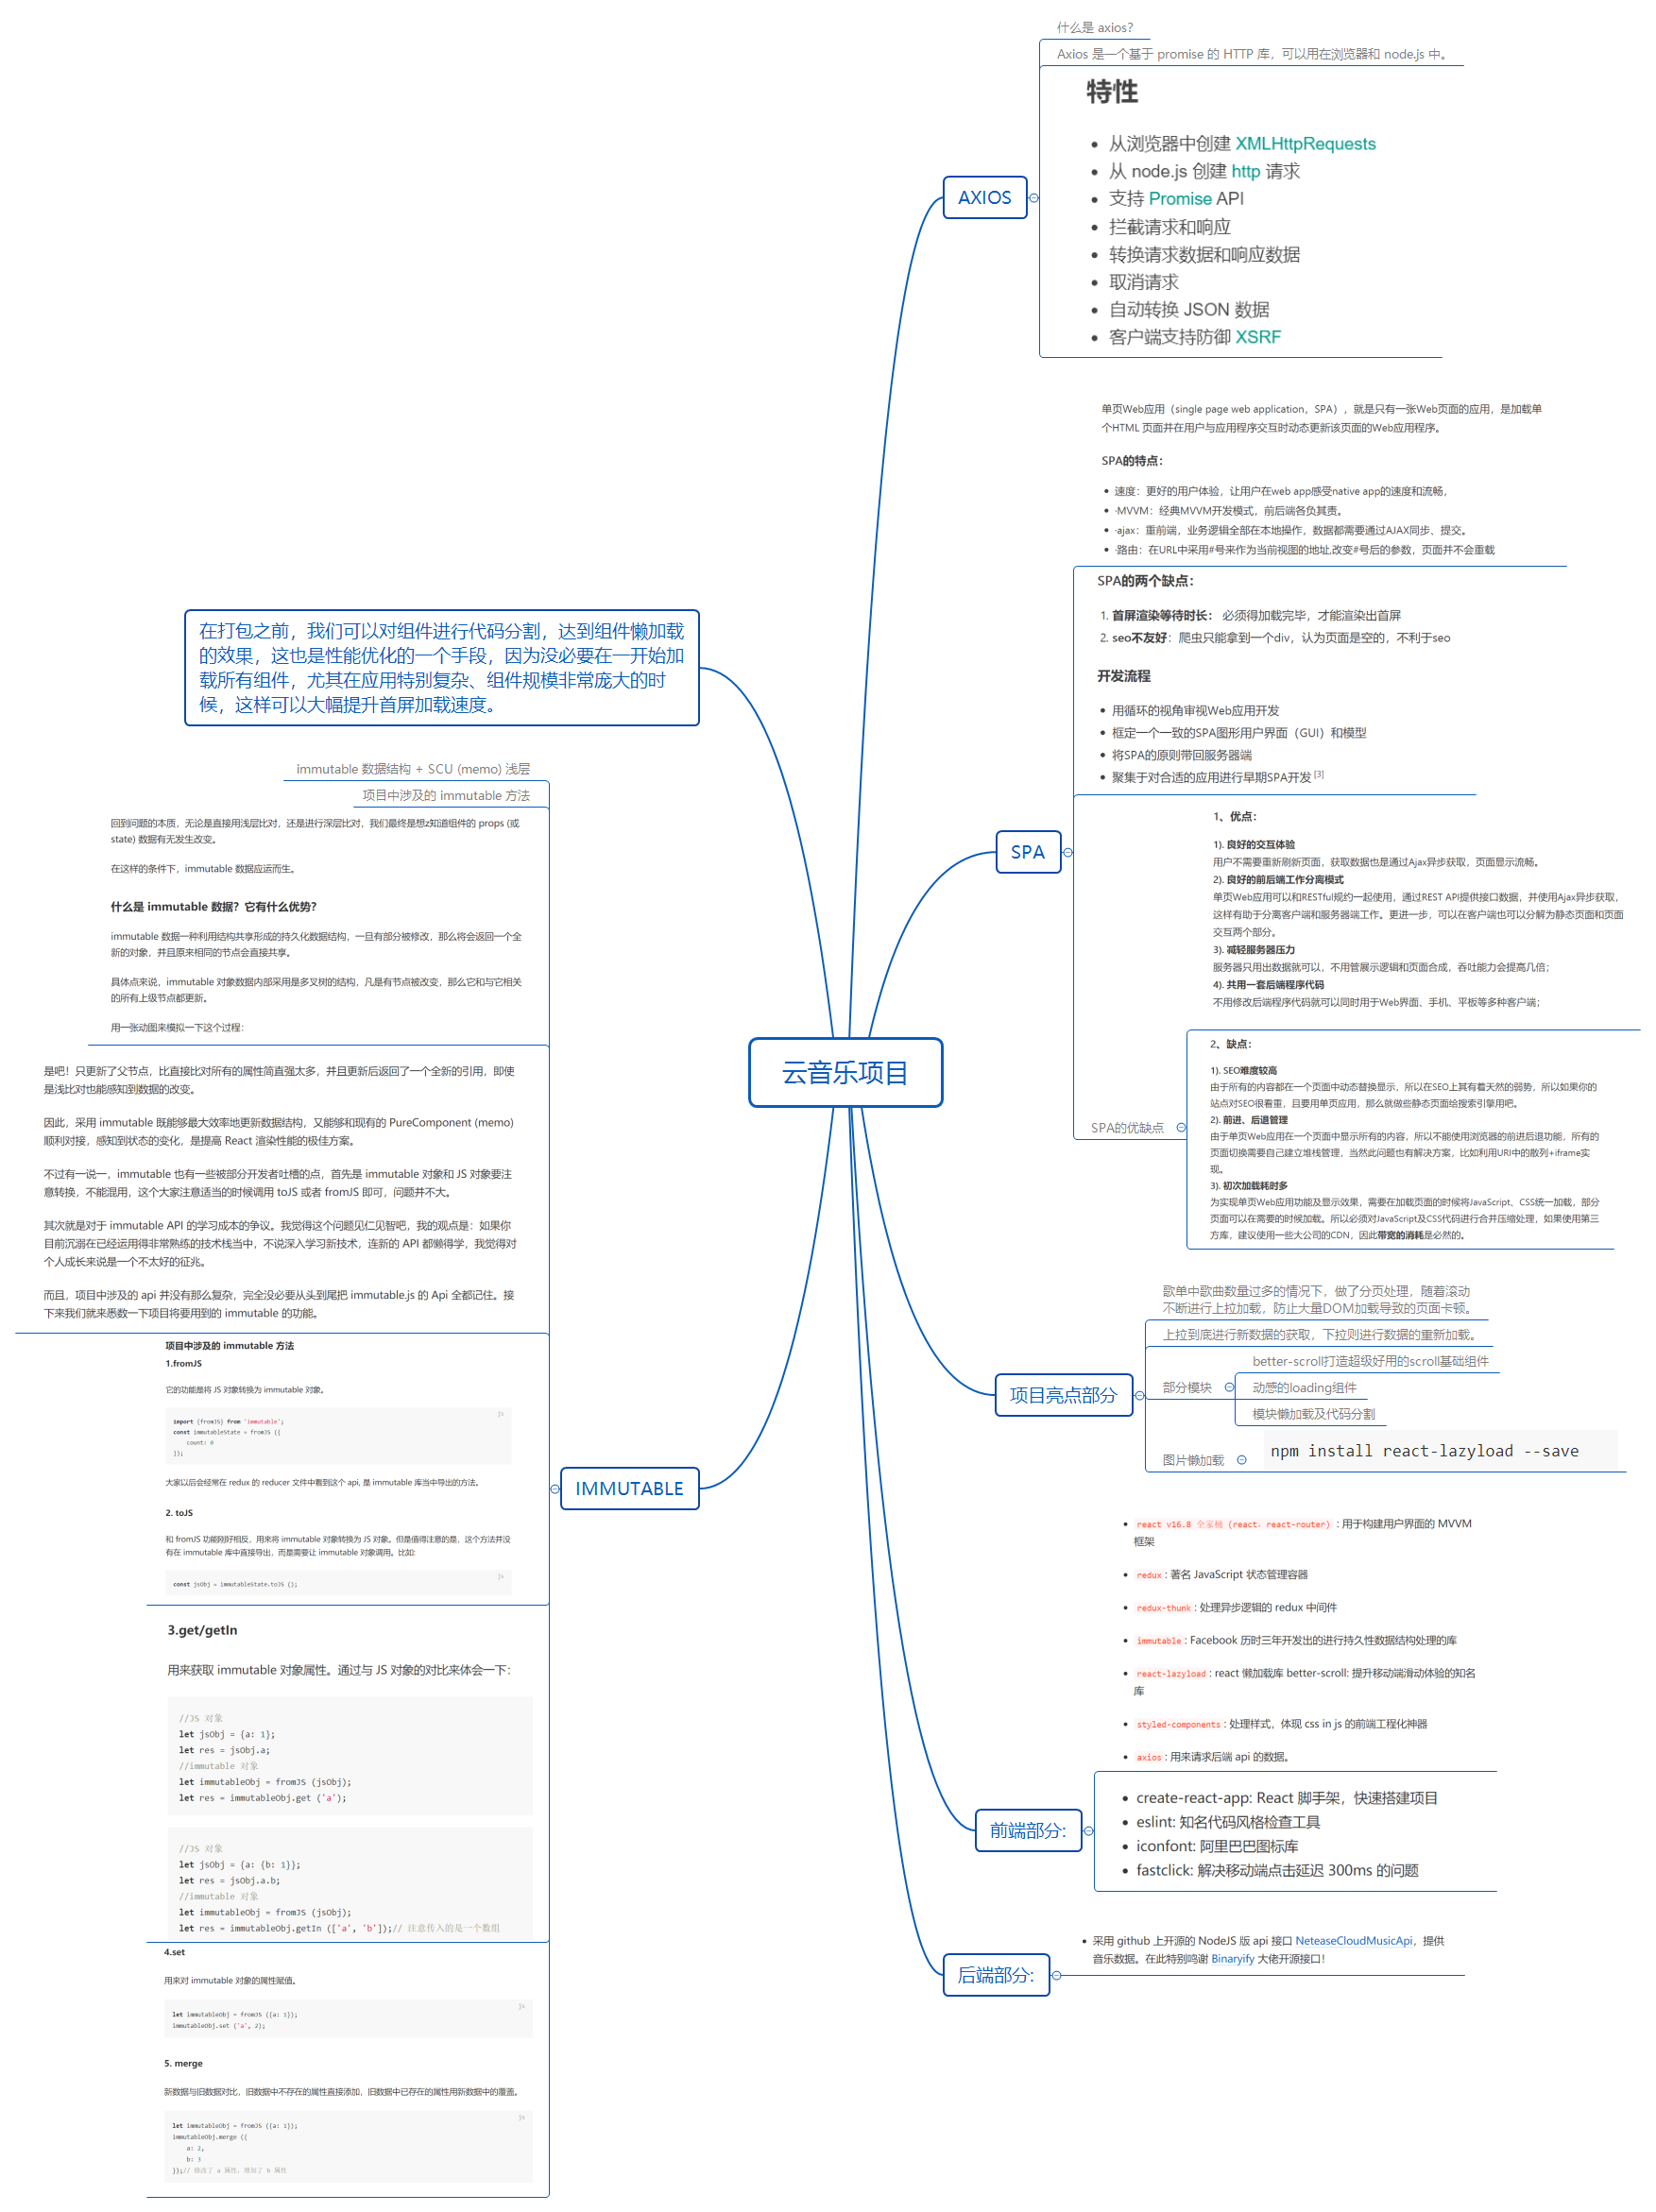 什么是 axios?
Axios 是一个基于 promise 的 HTTP 库，可以用在浏览器和 node.js 中。
特性
• 从浏览器中创建 XMLHttpRequests
• 从 node.js 创建 http 请求
• 支持 Promise API
• 拦截请求和响应
• 转换请求数据和响应数据
• 取消请求
• 自动转换 JSON 数据
• 客户端支持防御 XSRF
AXIOS
单页Web应用（single page web application，SPA），就是只有一张Web页面的应用，是加载单
个HTML 页面并在用户与应用程序交互时动态更新该页面的Web应用程序。
SPA的特点：
• 速度：更好的用户体验，让用户在web app感受native app的速度和流畅，
• ·MVVM：经典MVVM开发模式，前后端各负其责。
• ·ajax：重前端，业务逻辑全部在本地操作，数据都需要通过AJAX同步、提交。
• ·路由：在URL中采用#号来作为当前视图的地址,改变#号后的参数，页面并不会重载
SPA的两个缺点：
1. 首屏渲染等待时长： 必须得加载完毕，才能渲染出首屏
2. seo不友好：爬虫只能拿到一个div，认为页面是空的，不利于seo
开发流程
• 用循环的视角审视Web应用开发
• 框定一个一致的SPA图形用户界面（GUI）和模型
• 将SPA的原则带回服务器端
• 聚集于对合适的应用进行早期SPA开发 [3]
SPA
1、优点：
1). 良好的交互体验
用户不需要重新刷新页面，获取数据也是通过Ajax异步获取，页面显示流畅。
2). 良好的前后端工作分离模式
单页Web应用可以和RESTful规约一起使用，通过REST API提供接口数据，并使用Ajax异步获取，
这样有助于分离客户端和服务器端工作。更进一步，可以在客户端也可以分解为静态页面和页面
交互两个部分。
3). 减轻服务器压力
服务器只用出数据就可以，不用管展示逻辑和页面合成，吞吐能力会提高几倍；
4). 共用一套后端程序代码
不用修改后端程序代码就可以同时用于Web界面、手机、平板等多种客户端；
SPA的优缺点
2、缺点：
1). SEO难度较高
由于所有的内容都在一个页面中动态替换显示，所以在SEO上其有着天然的弱势，所以如果你的
站点对SEO很看重，且要用单页应用，那么就做些静态页面给搜索引擎用吧。
2). 前进、后退管理
由于单页Web应用在一个页面中显示所有的内容，所以不能使用浏览器的前进后退功能，所有的
页面切换需要自己建立堆栈管理，当然此问题也有解决方案，比如利用URI中的散列+iframe实
现。
3). 初次加载耗时多
为实现单页Web应用功能及显示效果，需要在加载页面的时候将JavaScript、CSS统一加载，部分
页面可以在需要的时候加载。所以必须对JavaScript及CSS代码进行合并压缩处理，如果使用第三
方库，建议使用一些大公司的CDN，因此带宽的消耗是必然的。
云音乐项目
歌单中歌曲数量过多的情况下，做了分页处理，随着滚动
不断进行上拉加载，防止大量DOM加载导致的页面卡顿。
上拉到底进行新数据的获取，下拉则进行数据的重新加载。
项目亮点部分
部分模块
better-scroll打造超级好用的scroll基础组件
动感的loading组件
模块懒加载及代码分割
图片懒加载
npm install react-lazyload --save
• react v16.8 全家桶 (react，react-router) : 用于构建用户界面的 MVVM
框架
• redux : 著名 JavaScript 状态管理容器
• redux-thunk : 处理异步逻辑的 redux 中间件
• immutable : Facebook 历时三年开发出的进行持久性数据结构处理的库
• react-lazyload : react 懒加载库 better-scroll: 提升移动端滑动体验的知名
库
• styled-components : 处理样式，体现 css in js 的前端工程化神器
• axios : 用来请求后端 api 的数据。
前端部分:
• create-react-app: React 脚手架，快速搭建项目
• eslint: 知名代码风格检查工具
• iconfont: 阿里巴巴图标库
• fastclick: 解决移动端点击延迟 300ms 的问题
后端部分:
• 采用 github 上开源的 NodeJS 版 api 接口 NeteaseCloudMusicApi，提供
音乐数据。在此特别鸣谢 Binaryify 大佬开源接口！
在打包之前，我们可以对组件进行代码分割，达到组件懒加载
的效果，这也是性能优化的一个手段，因为没必要在一开始加
载所有组件，尤其在应用特别复杂、组件规模非常庞大的时
候，这样可以大幅提升首屏加载速度。
immutable 数据结构 + SCU (memo) 浅层
项目中涉及的 immutable 方法
回到问题的本质，无论是直接用浅层比对，还是进行深层比对，我们最终是想z知道组件的 props (或
state) 数据有无发生改变。
在这样的条件下，immutable 数据应运而生。
什么是 immutable 数据？它有什么优势？
immutable 数据一种利用结构共享形成的持久化数据结构，一旦有部分被修改，那么将会返回一个全
新的对象，并且原来相同的节点会直接共享。
具体点来说，immutable 对象数据内部采用是多叉树的结构，凡是有节点被改变，那么它和与它相关
的所有上级节点都更新。
用一张动图来模拟一下这个过程：
是吧！只更新了父节点，比直接比对所有的属性简直强太多，并且更新后返回了一个全新的引用，即使
是浅比对也能感知到数据的改变。
因此，采用 immutable 既能够最大效率地更新数据结构，又能够和现有的 PureComponent (memo)
顺利对接，感知到状态的变化，是提高 React 渲染性能的极佳方案。
不过有一说一，immutable 也有一些被部分开发者吐槽的点，首先是 immutable 对象和 JS 对象要注
意转换，不能混用，这个大家注意适当的时候调用 toJS 或者 fromJS 即可，问题并不大。
其次就是对于 immutable API 的学习成本的争议。我觉得这个问题见仁见智吧，我的观点是：如果你
目前沉溺在已经运用得非常熟练的技术栈当中，不说深入学习新技术，连新的 API 都懒得学，我觉得对
个人成长来说是一个不太好的征兆。
而且，项目中涉及的 api 并没有那么复杂，完全没必要从头到尾把 immutable.js 的 Api 全都记住。接
下来我们就来悉数一下项目将要用到的 immutable 的功能。
IMMUTABLE
项目中涉及的 immutable 方法
1.fromJS
它的功能是将 JS 对象转换为 immutable 对象。
js
import {fromJS} from 'immutable';
const immutableState = fromJS ({
count: 0
});
大家以后会经常在 redux 的 reducer 文件中看到这个 api, 是 immutable 库当中导出的方法。
2. toJS
和 fromJS 功能刚好相反，用来将 immutable 对象转换为 JS 对象。但是值得注意的是，这个方法并没
有在 immutable 库中直接导出，而是需要让 immutable 对象调用。比如:
js
const jsObj = immutableState.toJS ();
3.get/getIn
用来获取 immutable 对象属性。通过与 JS 对象的对比来体会一下：
//JS 对象
let jsObj = {a: 1};
let res = jsObj.a;
//immutable 对象
let immutableObj = fromJS (jsObj);
let res = immutableObj.get ('a');
//JS 对象
let jsObj = {a: {b: 1}};
let res = jsObj.a.b;
//immutable 对象
let immutableObj = fromJS (jsObj);
let res = immutableObj.getIn (['a', 'b']);// 注意传入的是一个数组
4.set
用来对 immutable 对象的属性赋值。
js
let immutableObj = fromJS ({a: 1});
immutableObj.set ('a', 2);
5. merge
新数据与旧数据对比，旧数据中不存在的属性直接添加，旧数据中已存在的属性用新数据中的覆盖。
js
let immutableObj = fromJS ({a: 1});
immutableObj.merge ({
a: 2,
b: 3
});// 修改了 a 属性，增加了 b 属性